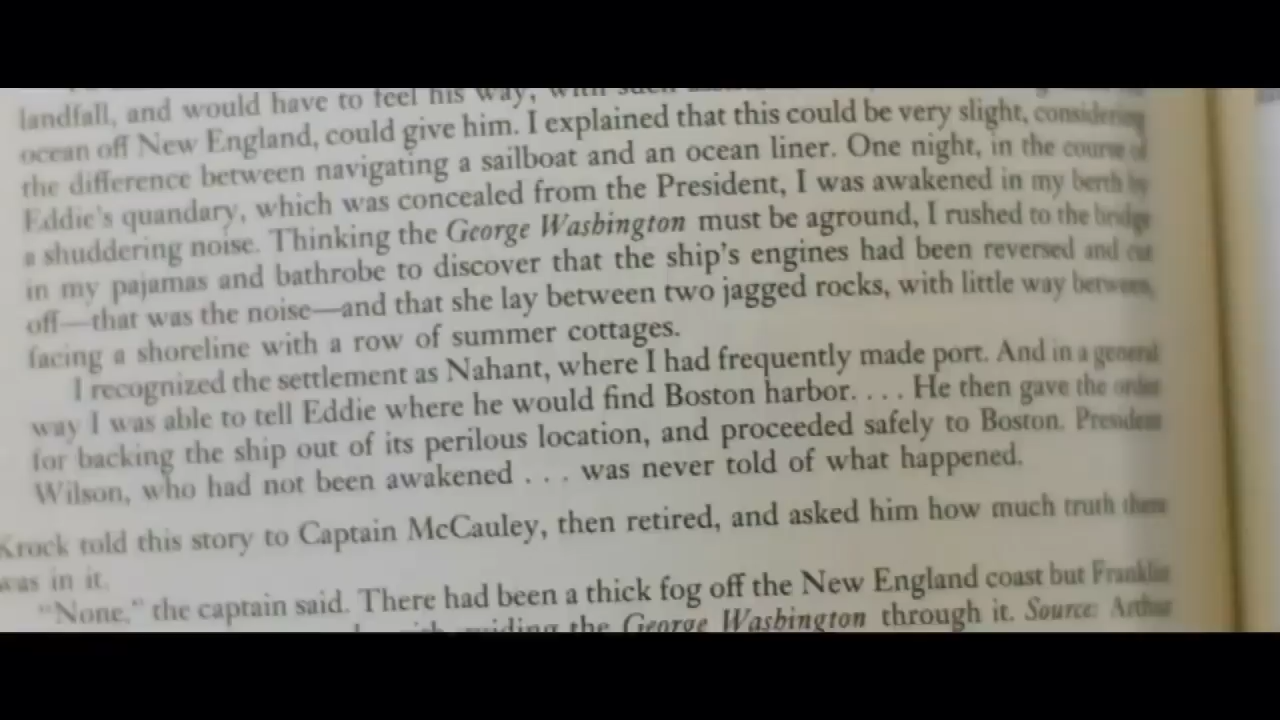 landfall, and would have to feel his way, with such
ocean off New England, could give him. I explained that this could be very slight, considering
the difference between navigating a sailboat and an ocean liner. One night, in the course of
Eddie's quandary, which was concealed from the President, I was awakened in my berth by
a shuddering noise. Thinking the George Washington must be aground, I rushed to the bridge
in my pajamas and bathrobe to discover that the ship's engines had been reversed and cut
off—that was the noise—and that she lay between two jagged rocks, with little way between,
facing a shoreline with a row of summer cottages.
I recognized the settlement as Nahant, where I had frequently made port. And in a general
way I was able to tell Eddie where he would find Boston harbor. . . . He then gave the order
for backing the ship out of its perilous location, and proceeded safely to Boston. President
Wilson, who had not been awakened . . . was never told of what happened.
Krock told this story to Captain McCauley, then retired, and asked him how much truth there
was in it.
"None," the captain said. There had been a thick fog off the New England coast but Franklin
the George Washington through it. Source: Arthur